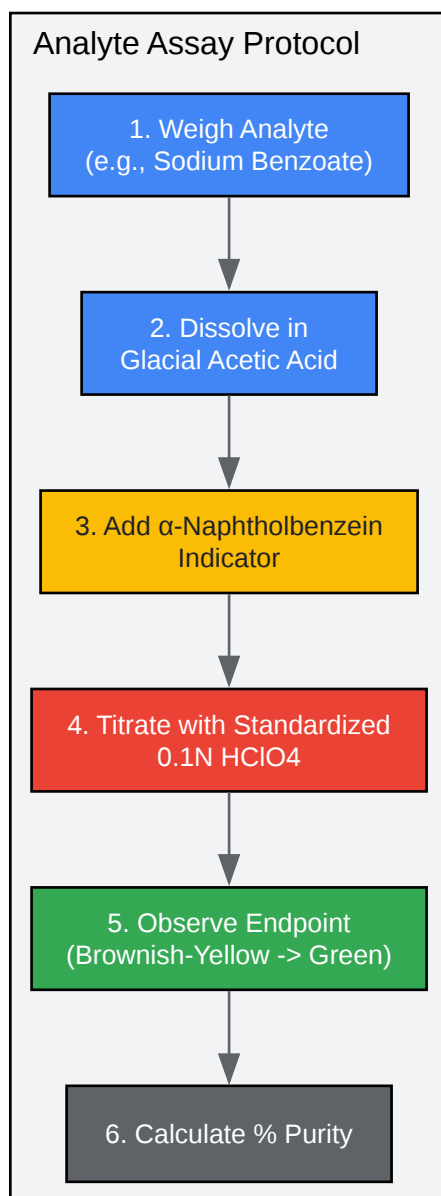 Analyte Assay Protocol
1. Weigh Analyte
(e.g., Sodium Benzoate)
2. Dissolve in
Glacial Acetic Acid
3. Add α-Naphtholbenzein
Indicator
4. Titrate with Standardized
0.1N HClO4
5. Observe Endpoint
(Brownish-Yellow -> Green)
6. Calculate % Purity